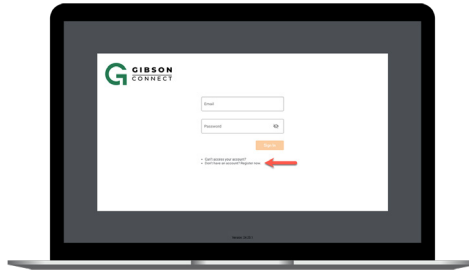 GIBSON
CONNECT
Email
Password
Sign in
Can't access your account?
Don't have an account? Register now.